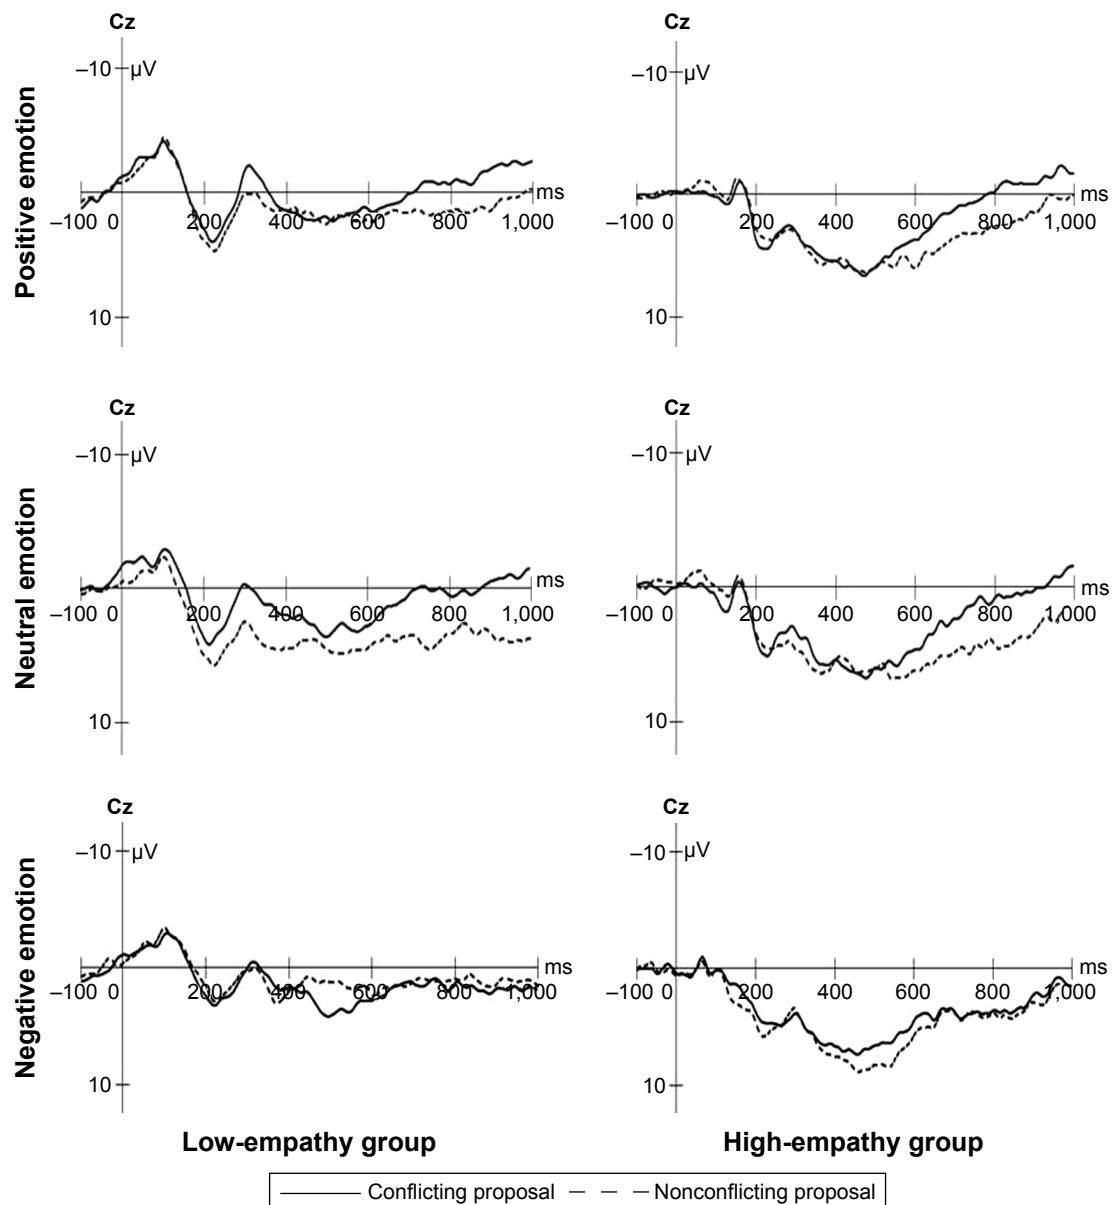 Cz
–10
µV
ms
–100 0 200 400 600 800 1,000
10
Positive emotion
Cz
–10
µV
ms
–100 0 200 400 600 800 1,000
10
Cz
–10
µV
ms
–100 0 200 400 600 800 1,000
10
Neutral emotion
Cz
–10
µV
ms
–100 0 200 400 600 800 1,000
10
Cz
–10
µV
ms
–100 0 200 400 600 800 1,000
10
Negative emotion
Cz
–10
µV
ms
–100 0 200 400 600 800 1,000
10
Low-empathy group
High-empathy group
Conflicting proposal
Nonconflicting proposal